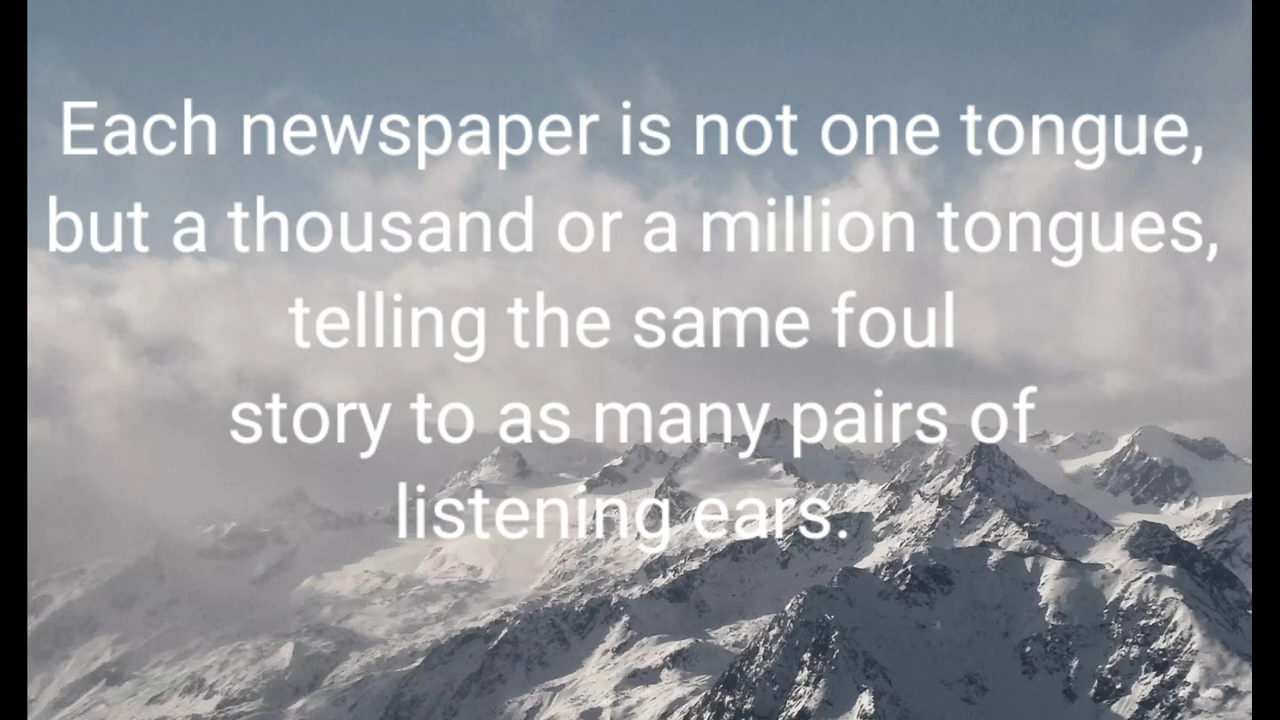 Each newspaper is not one tongue,
but a thousand or a million tongues,
telling the same foul
story to as many pairs of
listening ears.